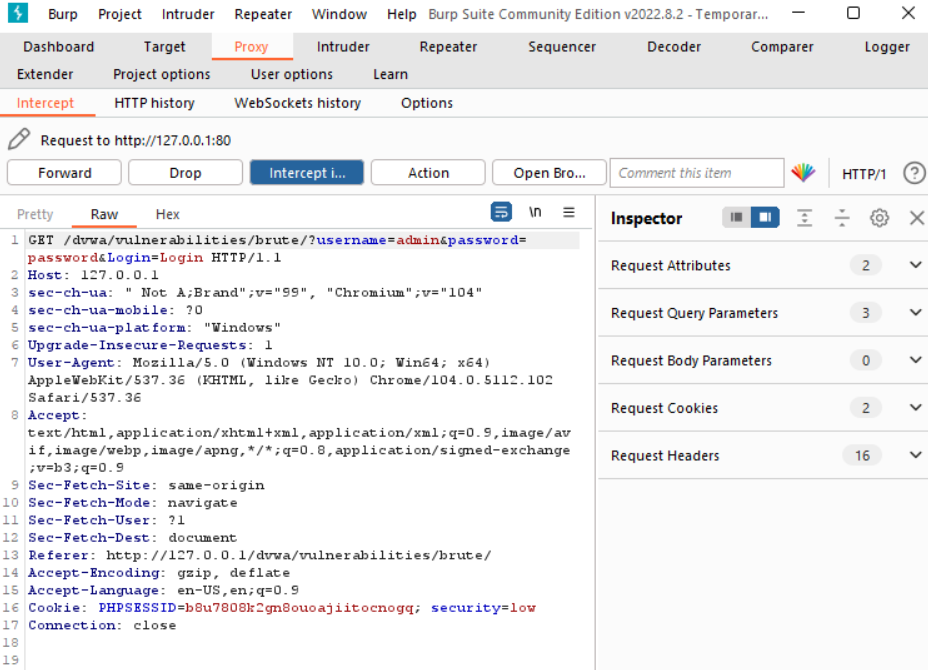 Burp Project Intruder Repeater Window Help Burp Suite Community Edition v2022.8.2 - Temporar...
Dashboard Target Proxy Intruder Repeater Sequencer Decoder Comparer Logger
Extender Project options User options Learn
Intercept HTTP history WebSockets history Options
Request to http://127.0.0.1:80
Forward Drop Intercept i... Action Open Bro... Comment this item HTTP/1 ?
Pretty Raw Hex \n
1 GET /dvwa/vulnerabilities/brute/?username=admin&password=
password&Login=Login HTTP/1.1
2 Host: 127.0.0.1
3 sec-ch-ua: " Not A;Brand";v="99", "Chromium";v="104"
4 sec-ch-ua-mobile: ?0
5 sec-ch-ua-platform: "Windows"
6 Upgrade-Insecure-Requests: 1
7 User-Agent: Mozilla/5.0 (Windows NT 10.0; Win64; x64)
AppleWebKit/537.36 (KHTML, like Gecko) Chrome/104.0.5112.102
Safari/537.36
8 Accept:
text/html,application/xhtml+xml,application/xml;q=0.9,image/av
if,image/webp,image/apng,*/*;q=0.8,application/signed-exchange
;v=b3;q=0.9
9 Sec-Fetch-Site: same-origin
10 Sec-Fetch-Mode: navigate
11 Sec-Fetch-User: ?1
12 Sec-Fetch-Dest: document
13 Referer: http://127.0.0.1/dvwa/vulnerabilities/brute/
14 Accept-Encoding: gzip, deflate
15 Accept-Language: en-US,en;q=0.9
16 Cookie: PHPSESSID=b8u7808k2gn8ouoajiitocnogq; security=low
17 Connection: close
18
19
Inspector
Request Attributes 2
Request Query Parameters 3
Request Body Parameters 0
Request Cookies 2
Request Headers 16